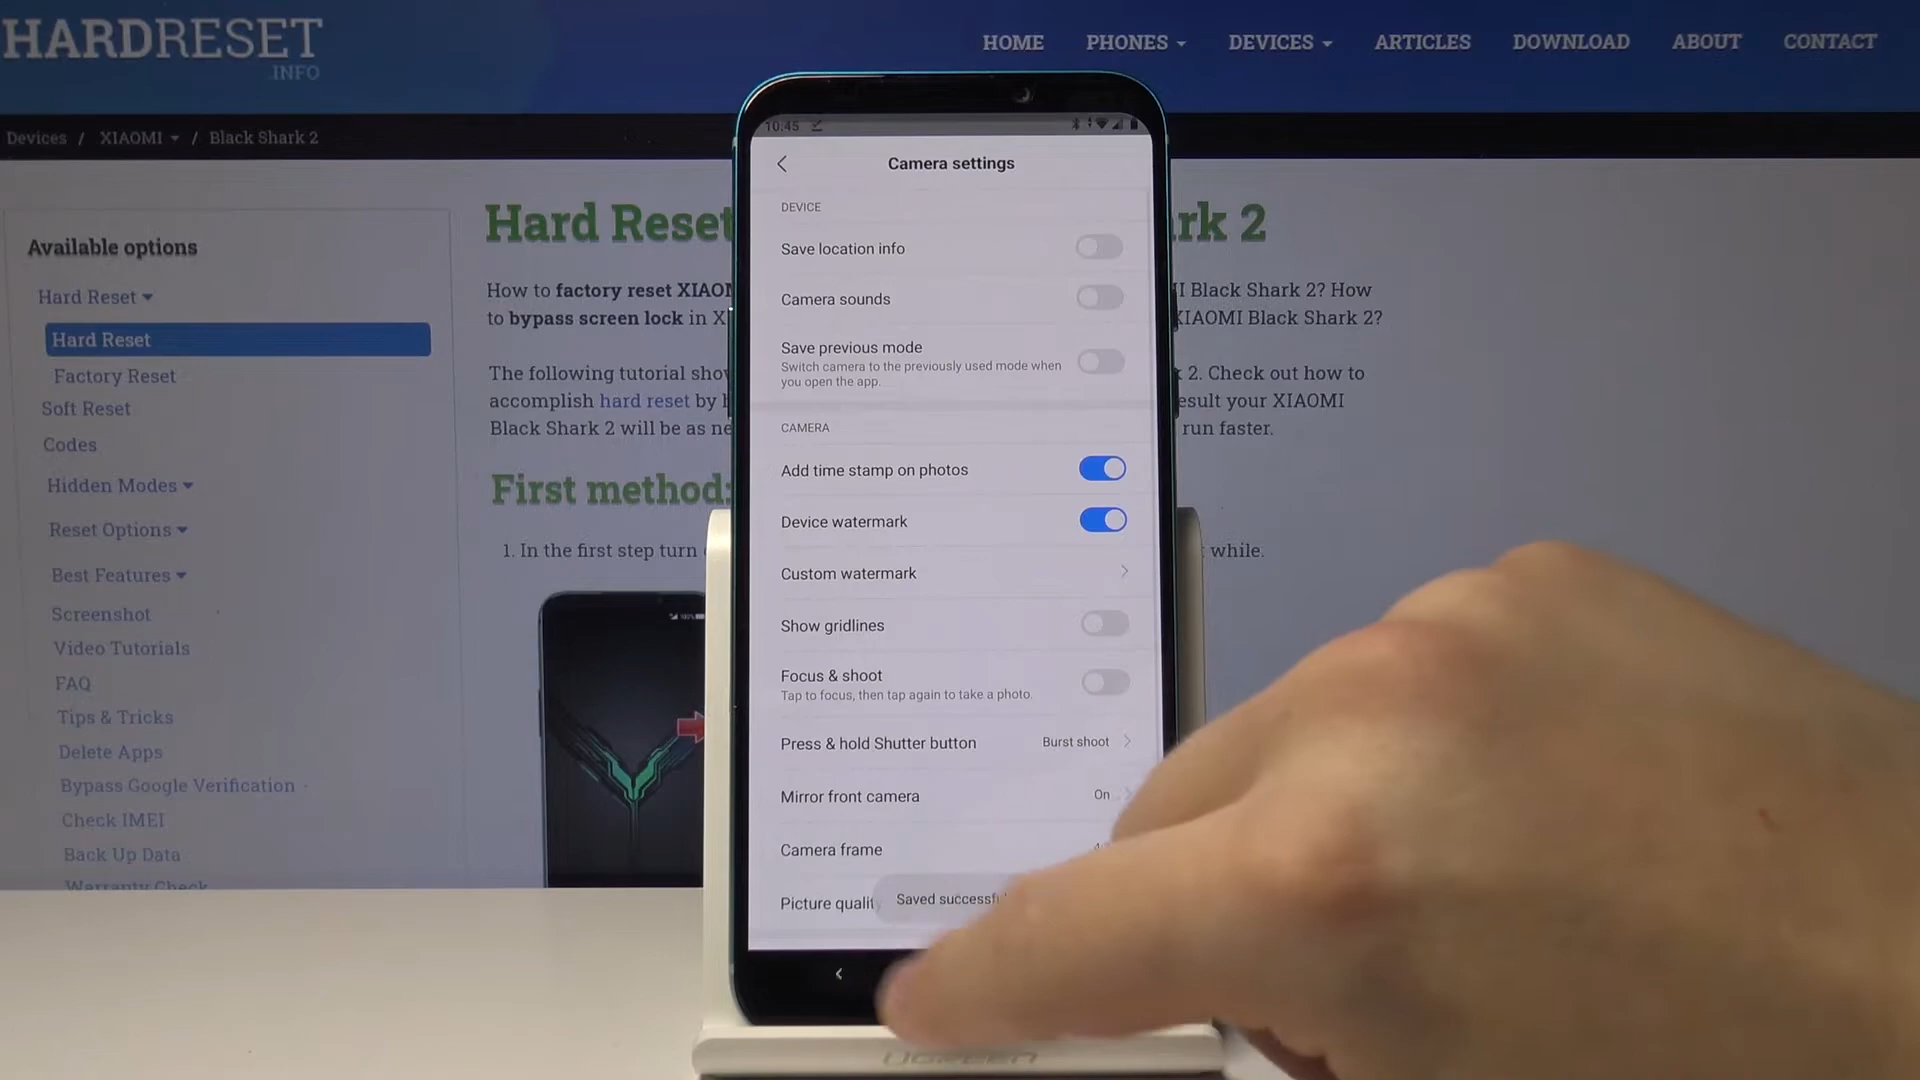 HARDRESET
.INFO
HOME
PHONES
DEVICES
ARTICLES
DOWNLOAD
ABOUT
CONTACT
Devices / XIAOMI / Black Shark 2
Available options
Hard Reset
Hard Reset
Factory Reset
Soft Reset
Codes
Hidden Modes
Reset Options
Best Features
Screenshot
Video Tutorials
FAQ
Tips & Tricks
Delete Apps
Bypass Google Verification
Check IMEI
Back Up Data
Warranty Check
Hard Reset
rk 2
How to factory reset
I Black Shark 2? How
to bypass screen lock in
XIAOMI Black Shark 2?
The following tutorial
2. Check out how to
accomplish hard reset by
esult your XIAOMI
Black Shark 2 will be as
run faster.
First method:
1. In the first step turn
while.
10:45
Camera settings
DEVICE
Save location info
Camera sounds
Save previous mode
Switch camera to the previously used mode when
you open the app.
CAMERA
Add time stamp on photos
Device watermark
Custom watermark
Show gridlines
Focus & shoot
Tap to focus, then tap again to take a photo.
Press & hold Shutter button Burst shoot
Mirror front camera On
Camera frame
Picture qualit
Saved successf
UGREEN